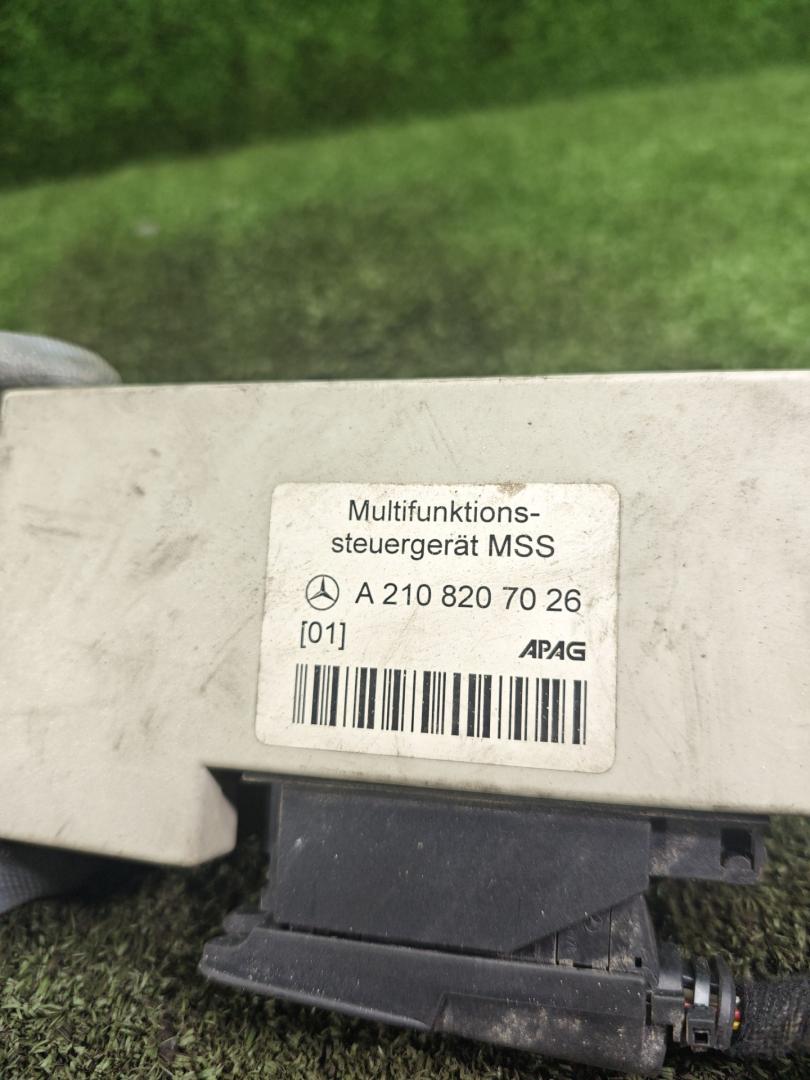 Multifunktions-
steuergerät MSS
A 210 820 70 26
[01]
APAG